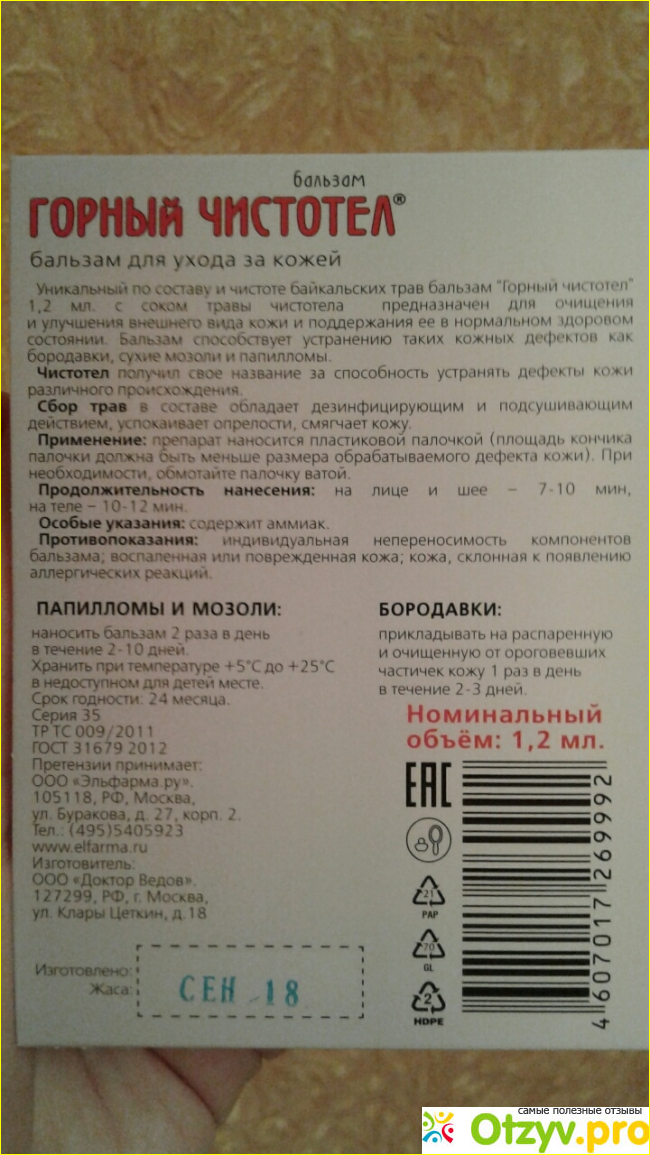 бальзам
ГОРНЫЙ ЧИСТОТЕЛ®
бальзам для ухода за кожей
Уникальный по составу и чистоте байкальских трав бальзам "Горный чистотел"
1,2 мл. с соком травы чистотела предназначен для очищения
и улучшения внешнего вида кожи и поддержания ее в нормальном здоровом
состоянии. Бальзам способствует устранению таких кожных дефектов как
бородавки, сухие мозоли и папилломы.
Чистотел получил свое название за способность устранять дефекты кожи
различного происхождения.
Сбор трав в составе обладает дезинфицирующим и подсушивающим
действием, успокаивает опрелости, смягчает кожу.
Применение: препарат наносится пластиковой палочкой (площадь кончика
палочки должна быть меньше размера обрабатываемого дефекта кожи). При
необходимости, обмотайте палочку ватой.
Продолжительность нанесения: на лице и шее – 7-10 мин,
на теле – 10-12 мин.
Особые указания: содержит аммиак.
Противопоказания: индивидуальная непереносимость компонентов
бальзама; воспаленная или поврежденная кожа; кожа, склонная к появлению
аллергических реакций.
ПАПИЛЛОМЫ И МОЗОЛИ:
наносить бальзам 2 раза в день
в течение 2-10 дней.
Хранить при температуре +5°С до +25°С
в недоступном для детей месте.
Срок годности: 24 месяца.
Серия 35
ТР ТС 009/2011
ГОСТ 31679 2012
Претензии принимает:
ООО «Эльфарма.ру».
105118, РФ, Москва,
ул. Буракова, д. 27, корп. 2.
Тел.: (495)5405923
www.elfarma.ru
Изготовитель:
ООО «Доктор Ведов».
127299, РФ, г. Москва,
ул. Клары Цеткин, д.18
Изготовлено:
Жаса:
СЕН 18
БОРОДАВКИ:
прикладывать на распаренную
и очищенную от ороговевших
частичек кожу 1 раз в день
в течение 2-3 дней.
Номинальный
объём: 1,2 мл.
EAC
21
PAP
70
GL
2
HDPE
4 607017 269992
самые полезные отзывы
Otzyv.pro